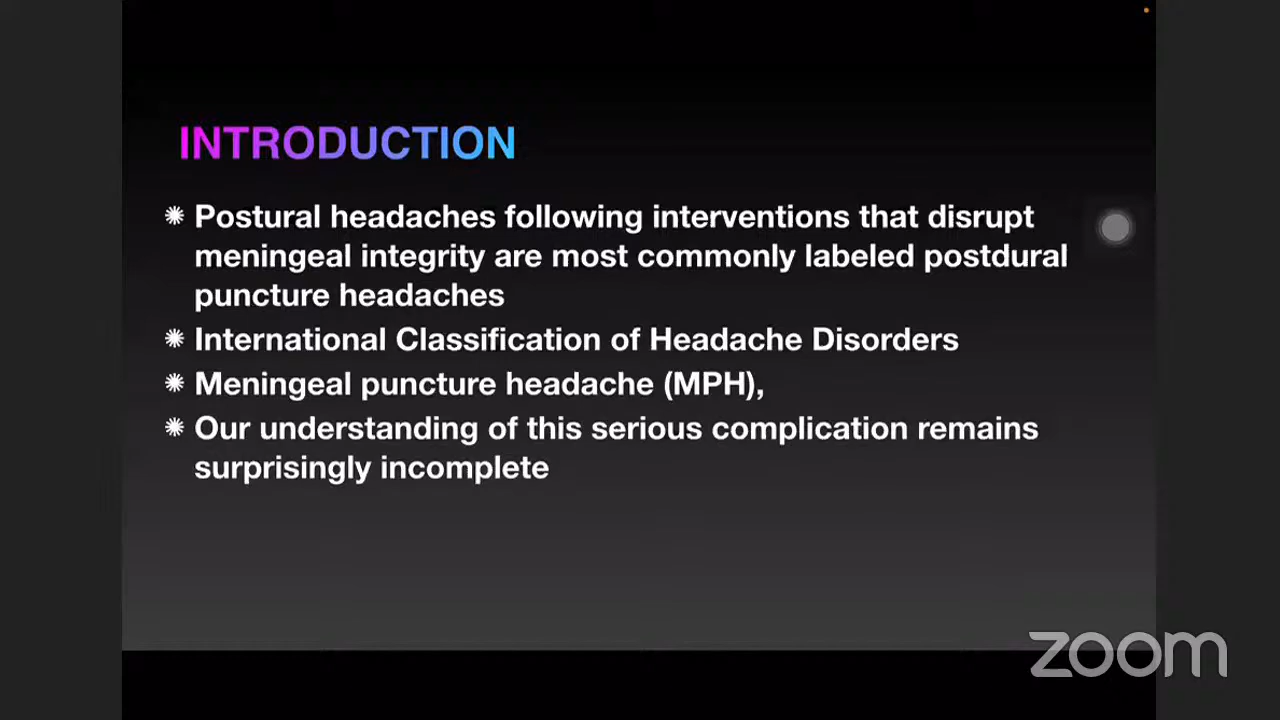 INTRODUCTION
Postural headaches following interventions that disrupt
meningeal integrity are most commonly labeled postdural
puncture headaches
International Classification of Headache Disorders
Meningeal puncture headache (MPH),
Our understanding of this serious complication remains
surprisingly incomplete
zoom